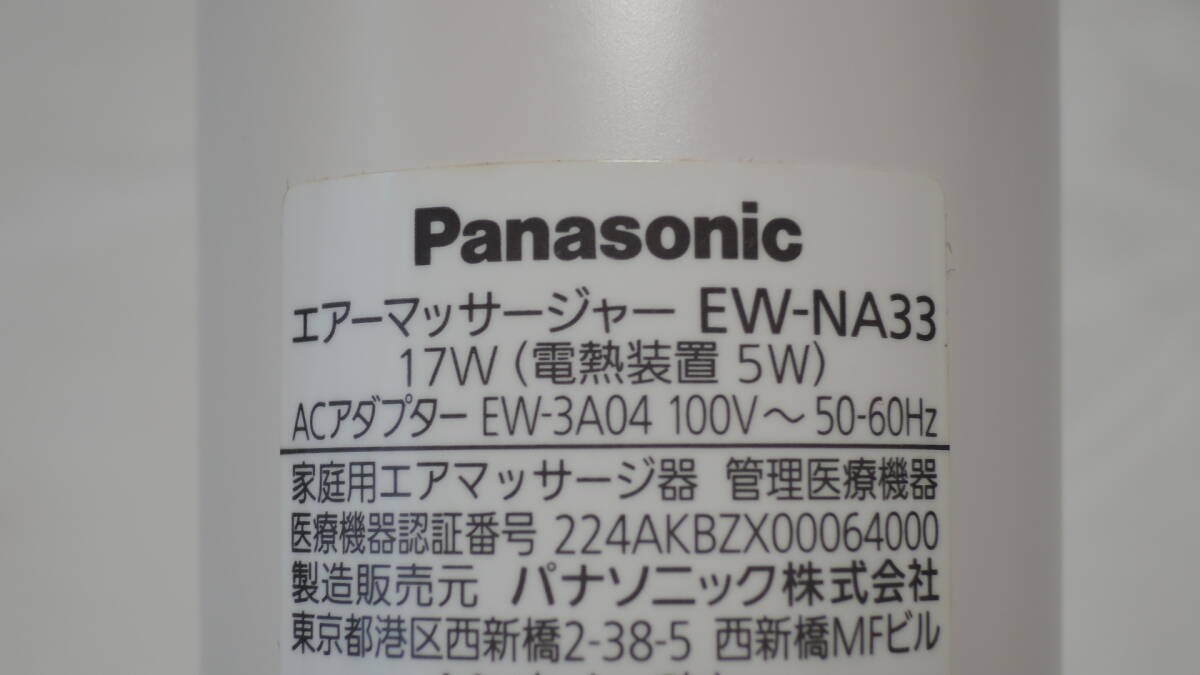 Panasonic
エアーマッサージャー EW-NA33
17W (電熱装置 5W)
ACアダプター EW-3A04 100V～ 50-60Hz
家庭用エアマッサージ器 管理医療機器
医療機器認証番号 224AKBZX00064000
製造販売元 パナソニック株式会社
東京都港区西新橋2-38-5 西新橋MFビル